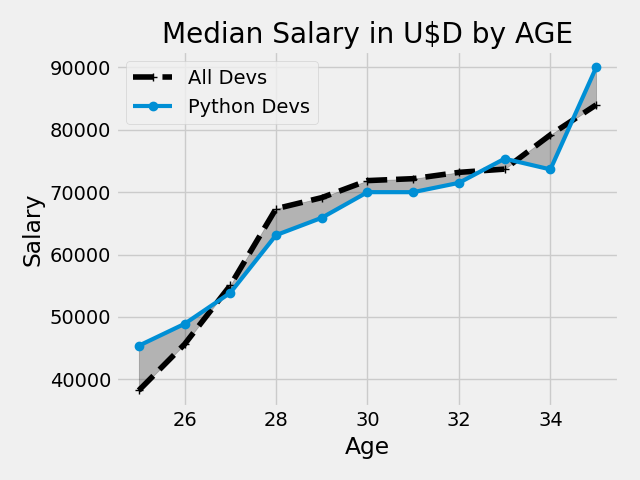 Median Salary in U$D by AGE
All Devs
Python Devs
90000
80000
70000
60000
50000
40000
Salary
26 28 30 32 34
Age